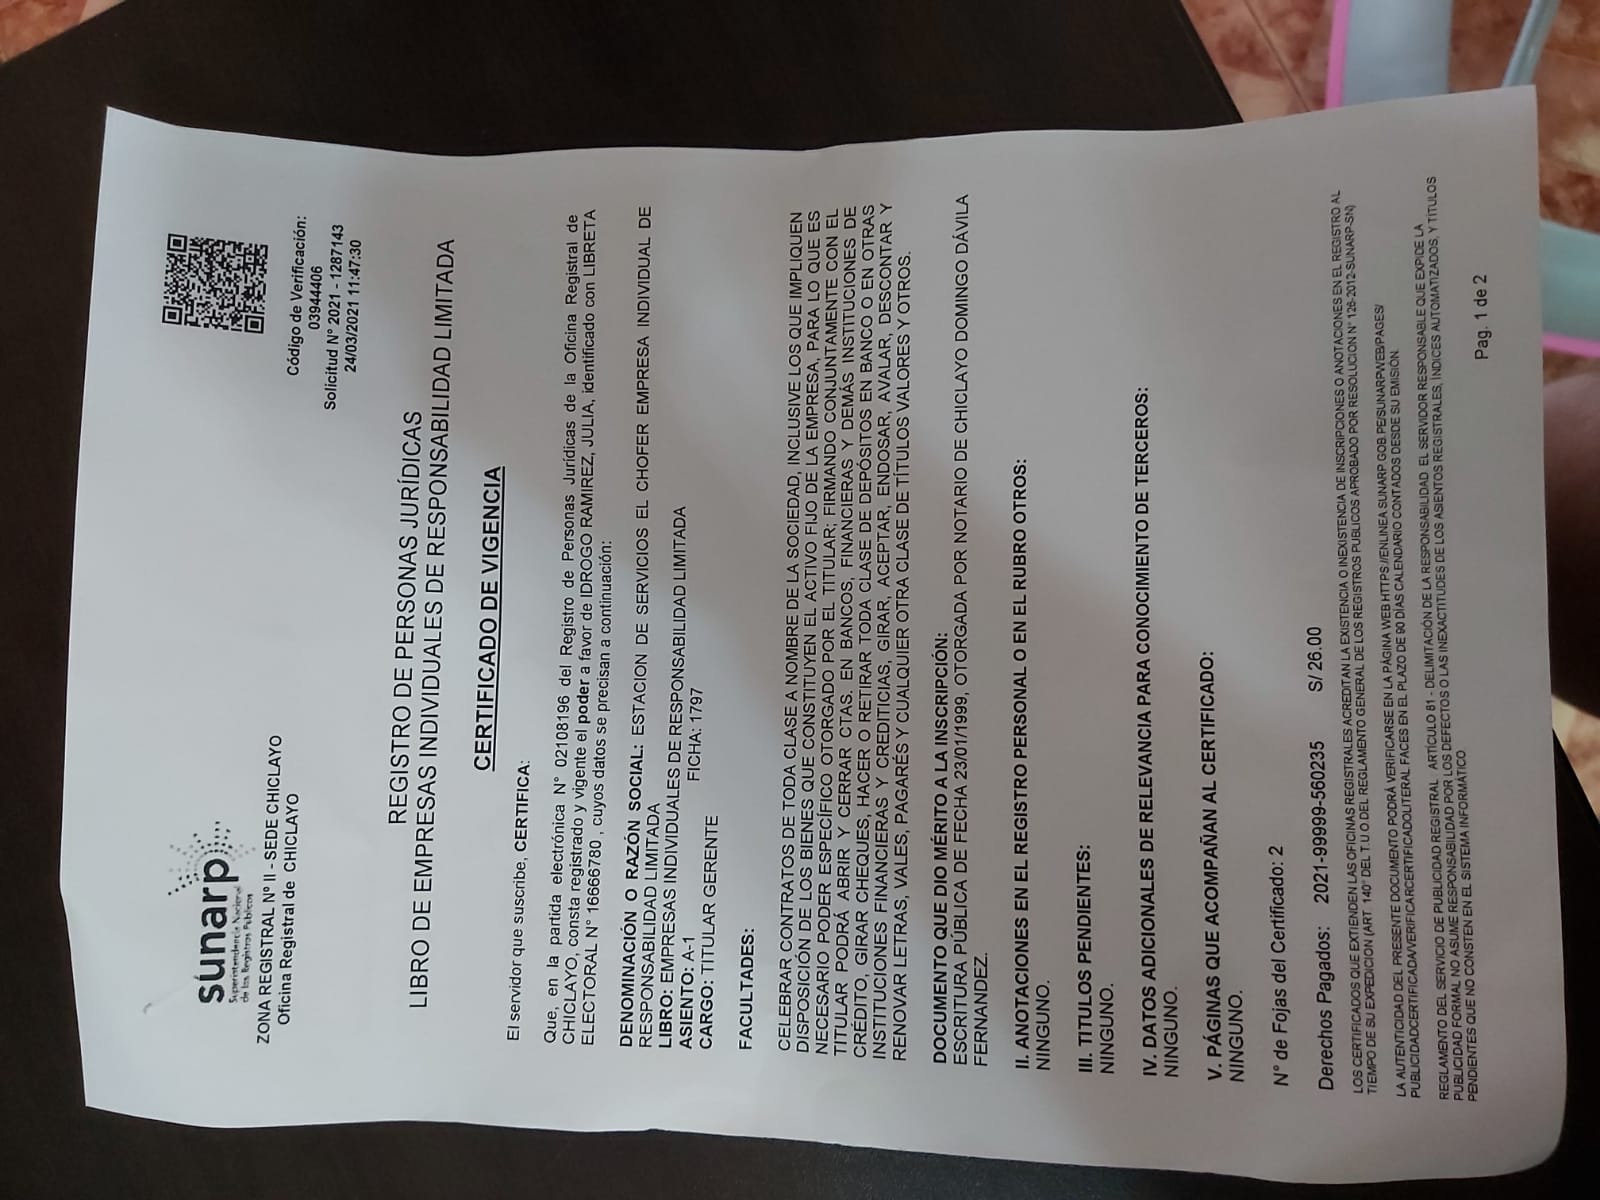 sunarp
Superintendencia Nacional
de los Registros Públicos
ZONA REGISTRAL N° II - SEDE CHICLAYO
Oficina Registral de CHICLAYO
Código de Verificación:
03944406
Solicitud N° 2021 - 1287143
24/03/2021 11:47:30
REGISTRO DE PERSONAS JURÍDICAS
LIBRO DE EMPRESAS INDIVIDUALES DE RESPONSABILIDAD LIMITADA
CERTIFICADO DE VIGENCIA
El servidor que suscribe, CERTIFICA:
Que, en la partida electrónica N° 02108196 del Registro de Personas Jurídicas de la Oficina Registral de
CHICLAYO, consta registrado y vigente el poder a favor de IDROGO RAMIREZ, JULIA, identificado con LIBRETA
ELECTORAL N° 16666780 , cuyos datos se precisan a continuación:
DENOMINACIÓN O RAZÓN SOCIAL: ESTACION DE SERVICIOS EL CHOFER EMPRESA INDIVIDUAL DE
RESPONSABILIDAD LIMITADA
LIBRO: EMPRESAS INDIVIDUALES DE RESPONSABILIDAD LIMITADA
ASIENTO: A-1 FICHA: 1797
CARGO: TITULAR GERENTE
FACULTADES:
CELEBRAR CONTRATOS DE TODA CLASE A NOMBRE DE LA SOCIEDAD, INCLUSIVE LOS QUE IMPLIQUEN
DISPOSICIÓN DE LOS BIENES QUE CONSTITUYEN EL ACTIVO FIJO DE LA EMPRESA, PARA LO QUE ES
NECESARIO PODER ESPECÍFICO OTORGADO POR EL TITULAR; FIRMANDO CONJUNTAMENTE CON EL
TITULAR PODRÁ ABRIR Y CERRAR CTAS. EN BANCOS, FINANCIERAS Y DEMÁS INSTITUCIONES DE
CRÉDITO, GIRAR CHEQUES, HACER O RETIRAR TODA CLASE DE DEPÓSITOS EN BANCO O EN OTRAS
INSTITUCIONES FINANCIERAS Y CREDITICIAS, GIRAR, ACEPTAR, ENDOSAR, AVALAR, DESCONTAR Y
RENOVAR LETRAS, VALES, PAGARÉS Y CUALQUIER OTRA CLASE DE TÍTULOS VALORES Y OTROS.
DOCUMENTO QUE DIO MÉRITO A LA INSCRIPCIÓN:
ESCRITURA PÚBLICA DE FECHA 23/01/1999, OTORGADA POR NOTARIO DE CHICLAYO DOMINGO DÁVILA
FERNANDEZ.
II. ANOTACIONES EN EL REGISTRO PERSONAL O EN EL RUBRO OTROS:
NINGUNO.
III. TITULOS PENDIENTES:
NINGUNO.
IV. DATOS ADICIONALES DE RELEVANCIA PARA CONOCIMIENTO DE TERCEROS:
NINGUNO.
V. PÁGINAS QUE ACOMPAÑAN AL CERTIFICADO:
NINGUNO.
N° de Fojas del Certificado: 2
Derechos Pagados: 2021-99999-560235 S/ 26.00
LOS CERTIFICADOS QUE EXTIENDEN LAS OFICINAS REGISTRALES ACREDITAN LA EXISTENCIA O INEXISTENCIA DE INSCRIPCIONES O ANOTACIONES EN EL REGISTRO AL
TIEMPO DE SU EXPEDICION (ART. 140° DEL T.U.O DEL REGLAMENTO GENERAL DE LOS REGISTROS PUBLICOS APROBADO POR RESOLUCION N° 126-2012-SUNARP-SN)
LA AUTENTICIDAD DEL PRESENTE DOCUMENTO PODRÁ VERIFICARSE EN LA PÁGINA WEB HTTPS://ENLINEA.SUNARP.GOB.PE/SUNARPWEB/PAGES/
PUBLICIDADCERTIFICADA/VERIFICARCERTIFICADOLITERAL.FACES EN EL PLAZO DE 90 DÍAS CALENDARIO CONTADOS DESDE SU EMISIÓN.
REGLAMENTO DEL SERVICIO DE PUBLICIDAD REGISTRAL : ARTÍCULO 81 - DELIMITACIÓN DE LA RESPONSABILIDAD. EL SERVIDOR RESPONSABLE QUE EXPIDE LA
PUBLICIDAD FORMAL NO ASUME RESPONSABILIDAD POR LOS DEFECTOS O LAS INEXACTITUDES DE LOS ASIENTOS REGISTRALES, ÍNDICES AUTOMATIZADOS, Y TÍTULOS
PENDIENTES QUE NO CONSTEN EN EL SISTEMA INFORMÁTICO
Pag. 1 de 2